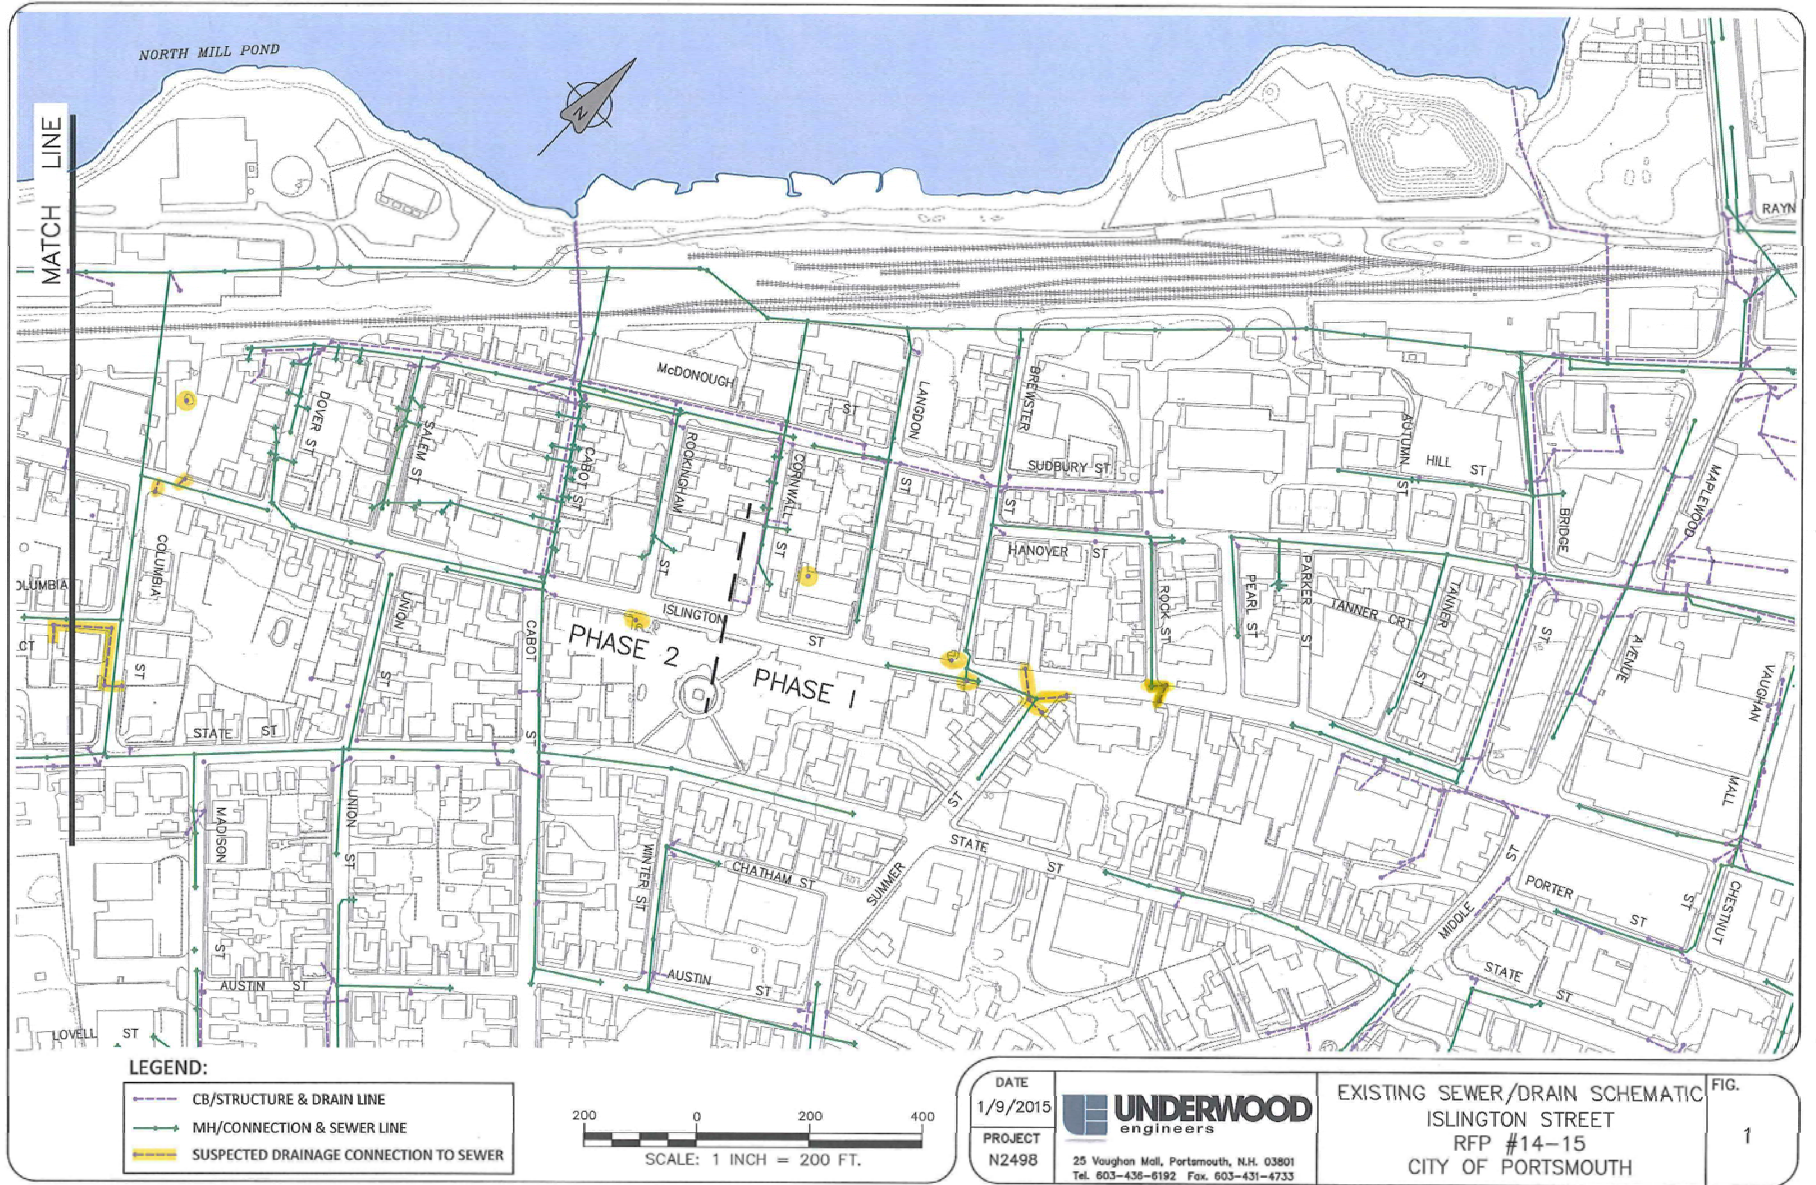 NORTH MILL POND
MATCH LINE
N
RAYN
McDONOUGH
ST
LANGDON
ST
BREWSTER
ST
DOVER ST
SALEM ST
CABOT ST
ROCKINGHAM
ST
CORNWALL
ST
SUDBURY ST
AUTUMN
ST
HILL ST
BRIDGE
ST
MAPLEWOOD
AVENUE
COLUMBIA
ST
OLUMBIA
CT
HANOVER ST
ROCK ST
PEARL ST
PARKER
ST
TANNER CRT
TANNER
ST
ISLINGTON
ST
UNION
ST
CABOT
ST
PHASE 2
PHASE 1
VAUGHAN
MALL
STATE ST
MADISON
ST
UNION
ST
WINTER ST
CHATHAM ST
SUMMER
ST
STATE
ST
MIDDLE
ST
PORTER
ST
CHESTNUT
ST
STATE
ST
AUSTIN ST
AUSTIN
ST
LOVELL ST
LEGEND:
CB/STRUCTURE & DRAIN LINE
MH/CONNECTION & SEWER LINE
SUSPECTED DRAINAGE CONNECTION TO SEWER
200 0 200 400
SCALE: 1 INCH = 200 FT.
DATE
1/9/2015
PROJECT
N2498
UNDERWOOD
engineers
25 Vaughan Mall, Portsmouth, N.H. 03801
Tel. 603-436-6192 Fax. 603-431-4733
EXISTING SEWER/DRAIN SCHEMATIC
ISLINGTON STREET
RFP #14-15
CITY OF PORTSMOUTH
FIG.
1